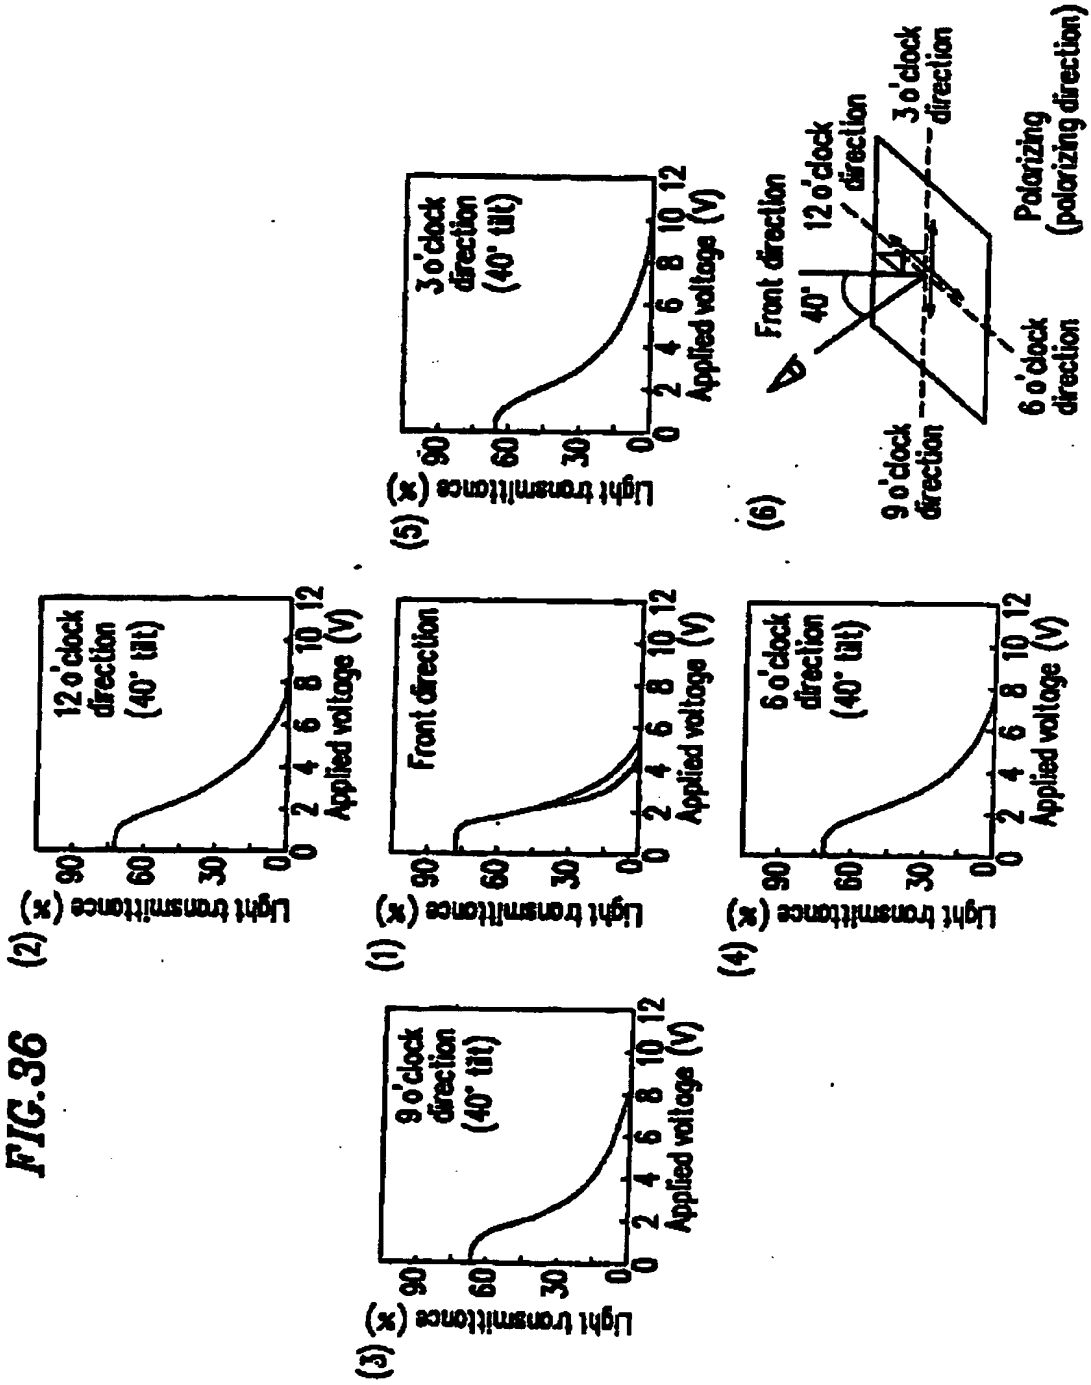 FIG.36
(2)
Light transmittance (%)
90
60
30
0
12 o'clock
direction
(40° tilt)
0 2 4 6 8 10 12
Applied voltage (V)
(3)
Light transmittance (%)
90
60
30
0
9 o'clock
direction
(40° tilt)
0 2 4 6 8 10 12
Applied voltage (V)
(1)
Light transmittance (%)
90
60
30
0
Front direction
0 2 4 6 8 10 12
Applied voltage (V)
(5)
Light transmittance (%)
90
60
30
0
3 o'clock
direction
(40° tilt)
0 2 4 6 8 10 12
Applied voltage (V)
(4)
Light transmittance (%)
90
60
30
0
6 o'clock
direction
(40° tilt)
0 2 4 6 8 10 12
Applied voltage (V)
(6)
Front direction
40°
12 o'clock
direction
3 o'clock
direction
9 o'clock
direction
6 o'clock
direction
Polarizing
(polarizing direction)